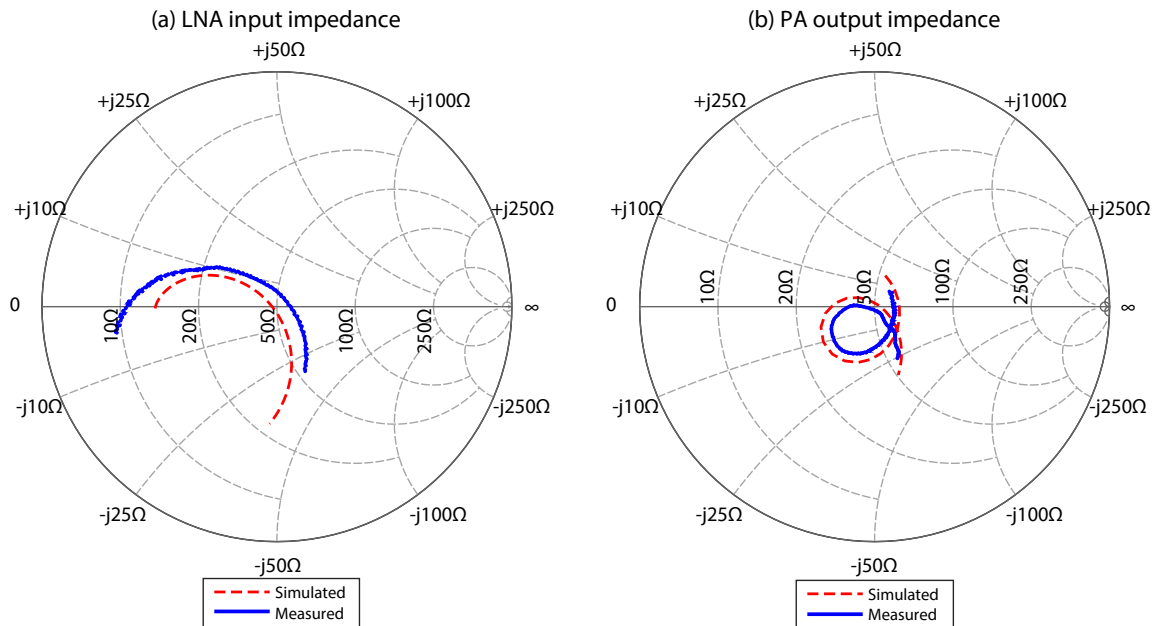 (a) LNA input impedance
+j50Ω
+j25Ω
+j100Ω
+j10Ω
+j250Ω
0
10Ω
20Ω
50Ω
100Ω
250Ω
∞
-j10Ω
-j250Ω
-j25Ω
-j100Ω
-j50Ω
Simulated
Measured
(b) PA output impedance
+j50Ω
+j25Ω
+j100Ω
+j10Ω
+j250Ω
0
10Ω
20Ω
50Ω
100Ω
250Ω
∞
-j10Ω
-j250Ω
-j25Ω
-j100Ω
-j50Ω
Simulated
Measured